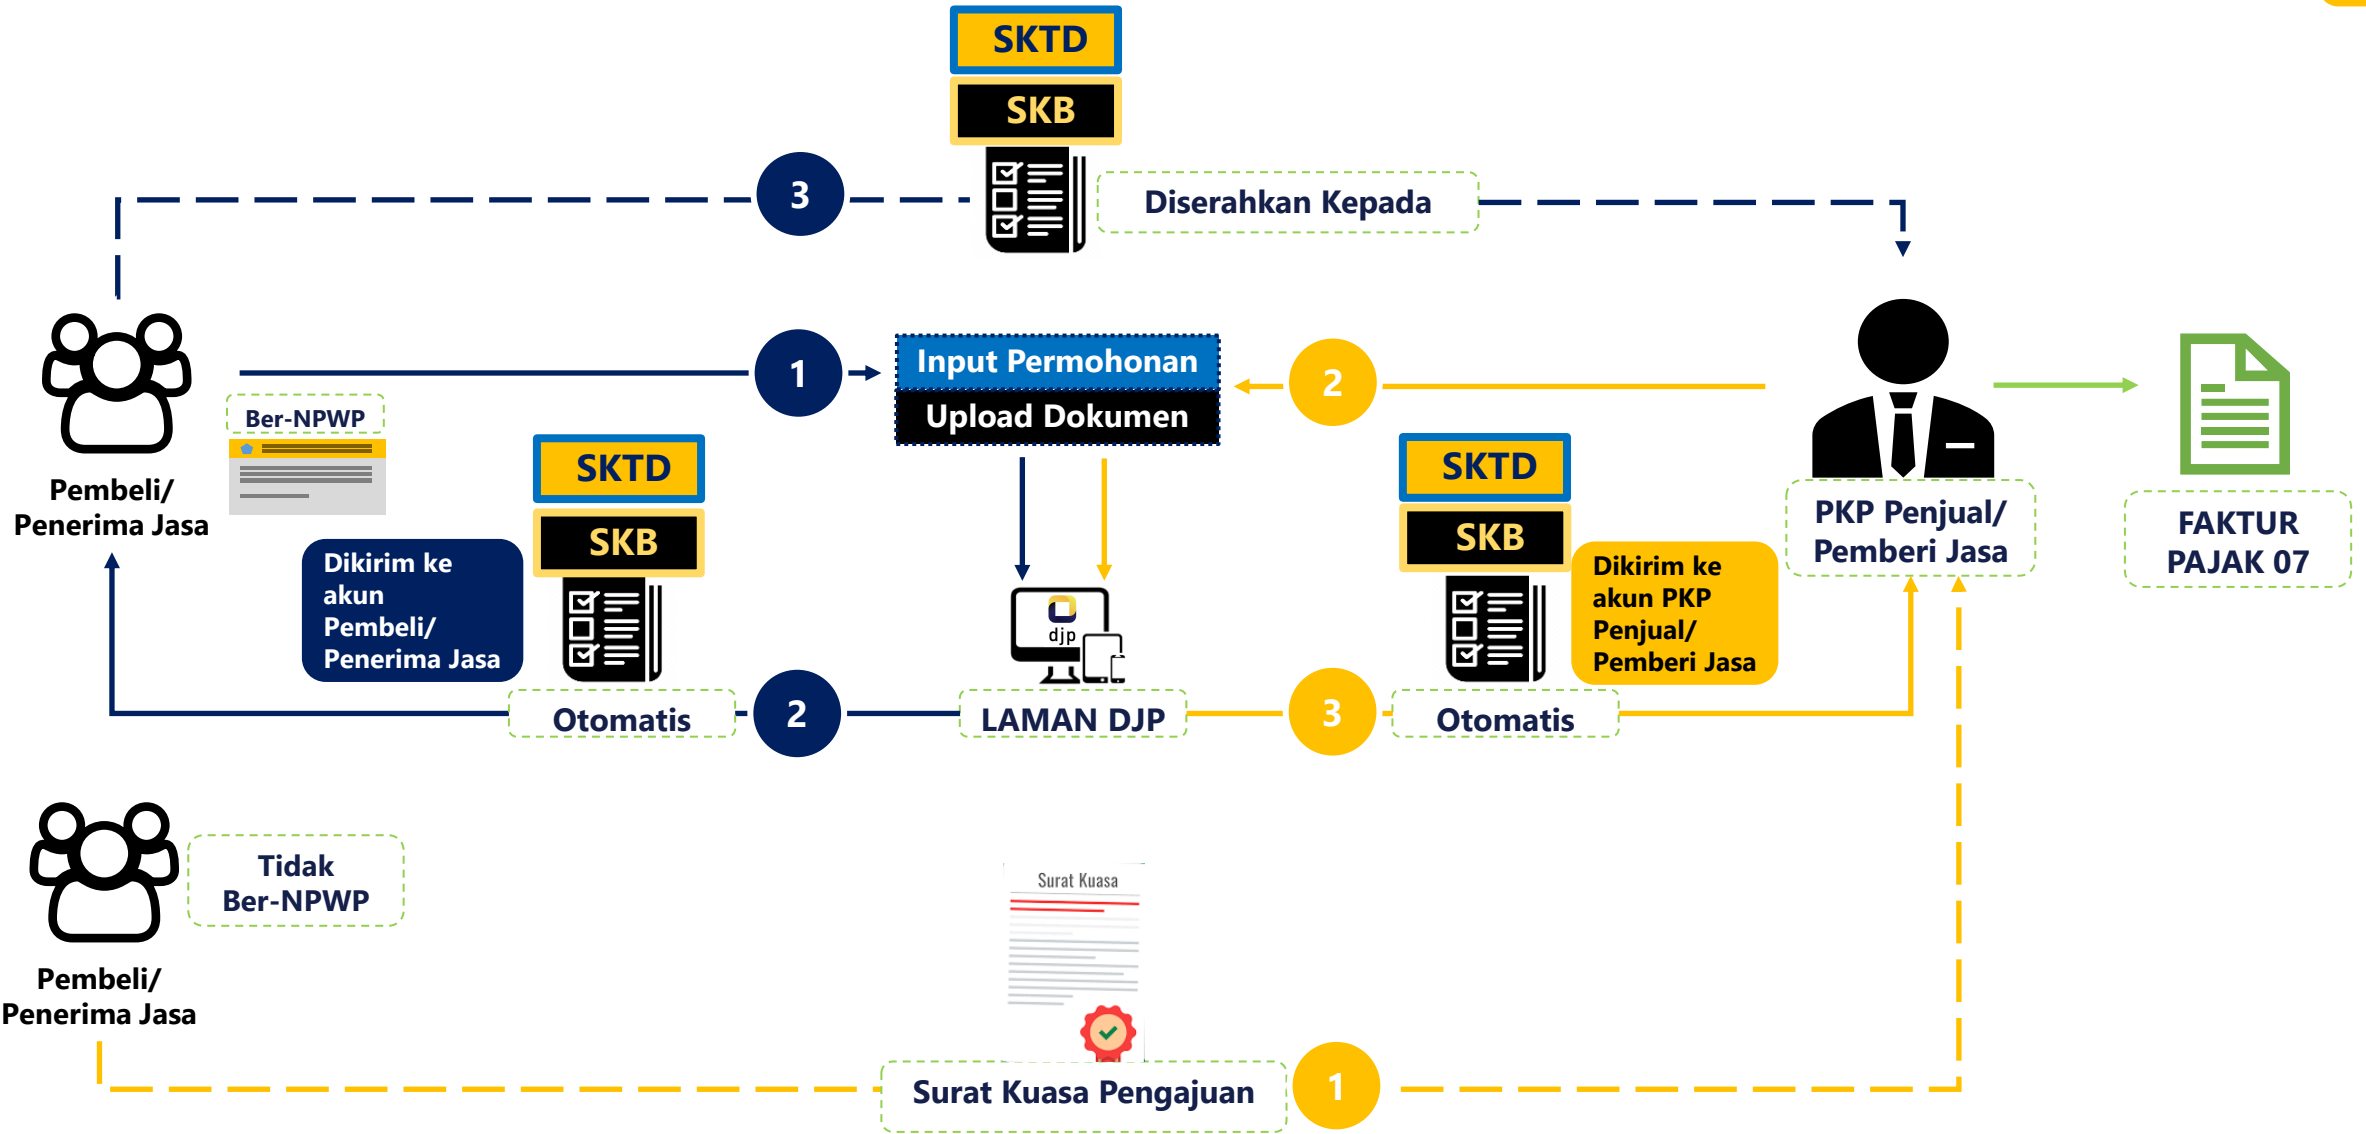 SKTD
SKB
3
Diserahkan Kepada
1
Input Permohonan
Upload Dokumen
2
Ber-NPWP
Pembeli/
Penerima Jasa
SKTD
SKB
Dikirim ke
akun
Pembeli/
Penerima Jasa
Otomatis
2
djp
LAMAN DJP
3
SKTD
SKB
Dikirim ke
akun PKP
Penjual/
Pemberi Jasa
Otomatis
PKP Penjual/
Pemberi Jasa
FAKTUR
PAJAK 07
Tidak
Ber-NPWP
Pembeli/
Penerima Jasa
Surat Kuasa
Surat Kuasa Pengajuan
1